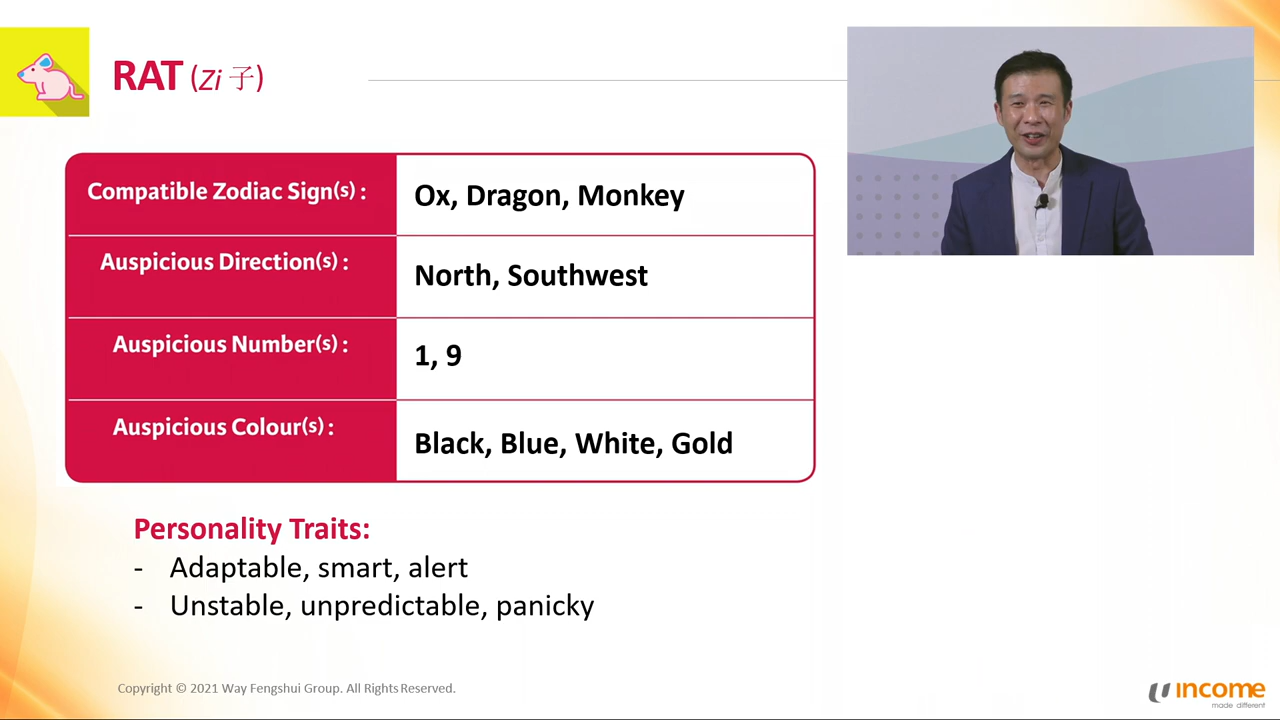 RAT (Zi 子)
Compatible Zodiac Sign(s) :
Ox, Dragon, Monkey
Auspicious Direction(s) :
North, Southwest
Auspicious Number(s) :
1, 9
Auspicious Colour(s) :
Black, Blue, White, Gold
Personality Traits:
- Adaptable, smart, alert
- Unstable, unpredictable, panicky
Copyright © 2021 Way Fengshui Group. All Rights Reserved.
income
made different